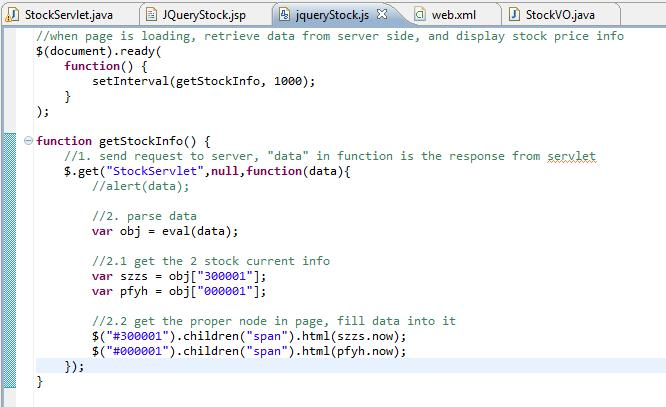 StockServlet.java JQueryStock.jsp jqueryStock.js web.xml StockVO.java
//when page is loading, retrieve data from server side, and display stock price info
$(document).ready(
    function() {
        setInterval(getStockInfo, 1000);
    }
);
function getStockInfo() {
    //1. send request to server, "data" in function is the response from servlet
    $.get("StockServlet",null,function(data){
        //alert(data);
        //2. parse data
        var obj = eval(data);
        //2.1 get the 2 stock current info
        var szzs = obj["300001"];
        var pfyh = obj["000001"];
        //2.2 get the proper node in page, fill data into it
        $("#300001").children("span").html(szzs.now);
        $("#000001").children("span").html(pfyh.now);
    });
}